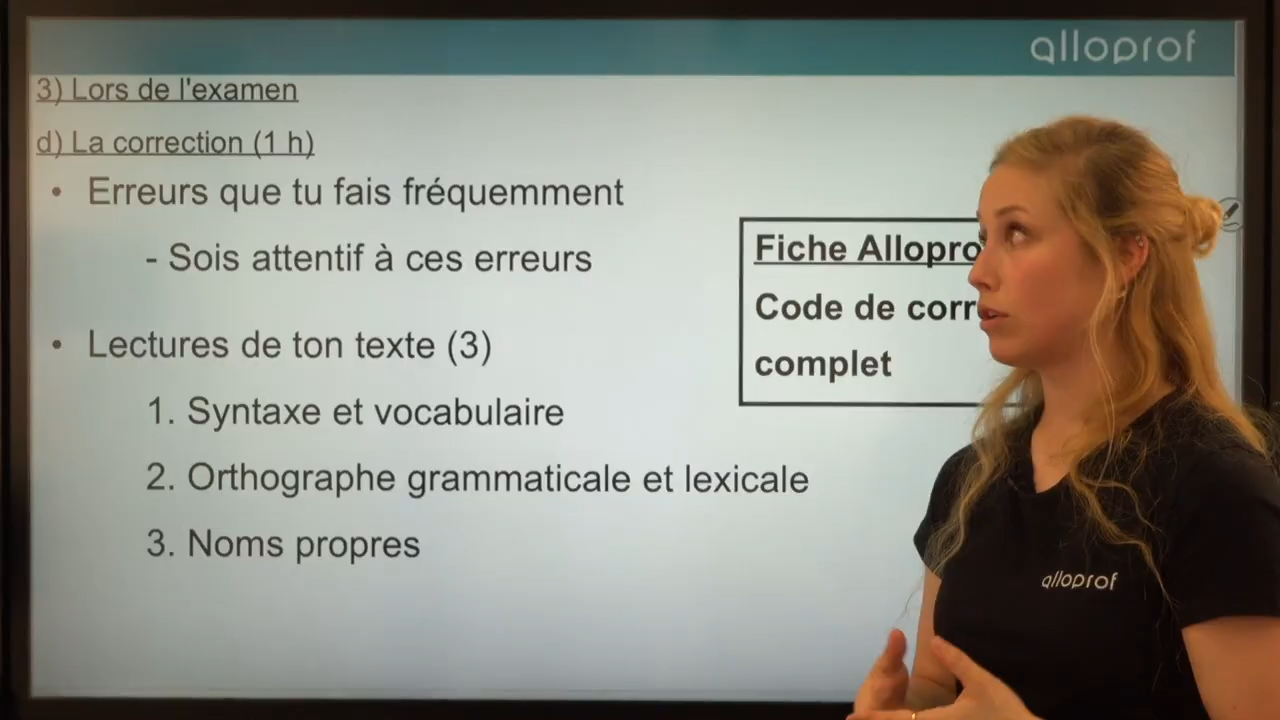 alloprof
3) Lors de l'examen
d) La correction (1 h)
• Erreurs que tu fais fréquemment
- Sois attentif à ces erreurs
• Lectures de ton texte (3)
1. Syntaxe et vocabulaire
2. Orthographe grammaticale et lexicale
3. Noms propres
Fiche
Code de
complet
alloprof